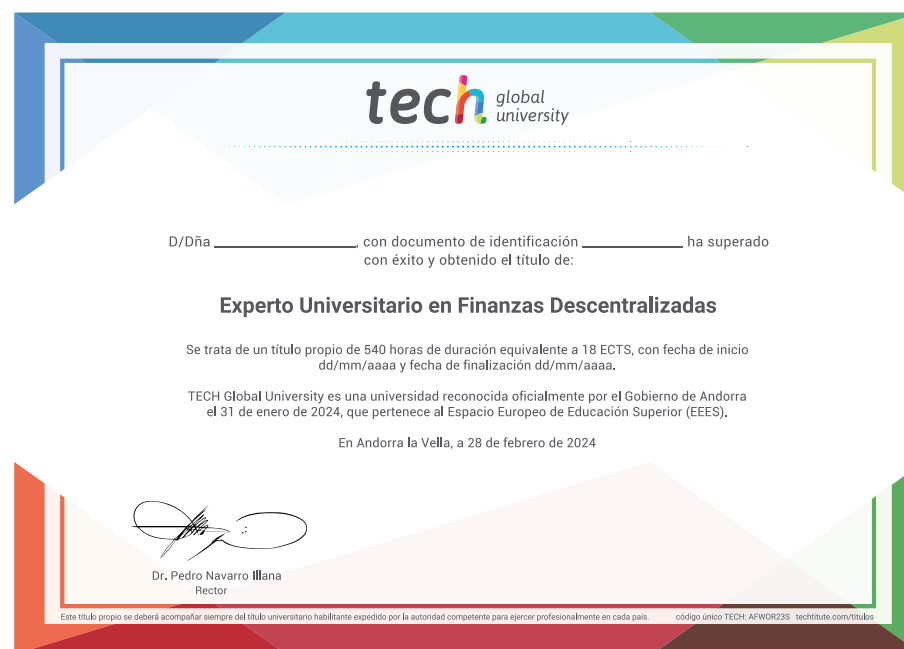 tech global university
D/Dña ______________, con documento de identificación __________ ha superado
con éxito y obtenido el título de:
Experto Universitario en Finanzas Descentralizadas
Se trata de un título propio de 540 horas de duración equivalente a 18 ECTS, con fecha de inicio
dd/mm/aaaa y fecha de finalización dd/mm/aaaa.
TECH Global University es una universidad reconocida oficialmente por el Gobierno de Andorra
el 31 de enero de 2024, que pertenece al Espacio Europeo de Educación Superior (EEES).
En Andorra la Vella, a 28 de febrero de 2024
Dr. Pedro Navarro Illana
Rector
Este título propio se deberá acompañar siempre del título universitario habilitante expedido por la autoridad competente para ejercer profesionalmente en cada país. código único TECH: AFWOR23S techtitute.com/titulos